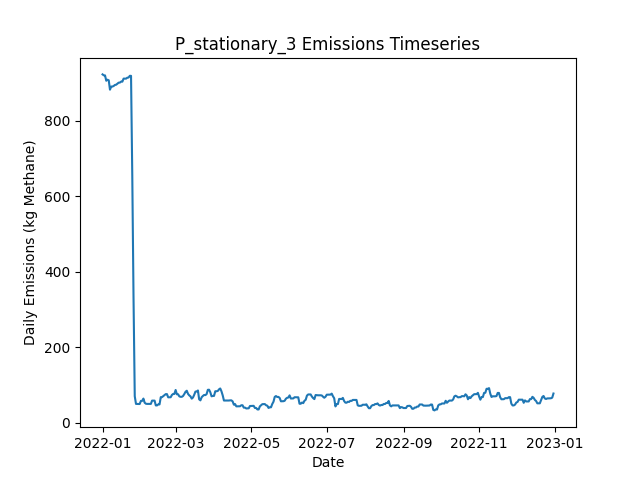 P_stationary_3 Emissions Timeseries
Daily Emissions (kg Methane)
800
600
400
200
0
2022-01 2022-03 2022-05 2022-07 2022-09 2022-11 2023-01
Date